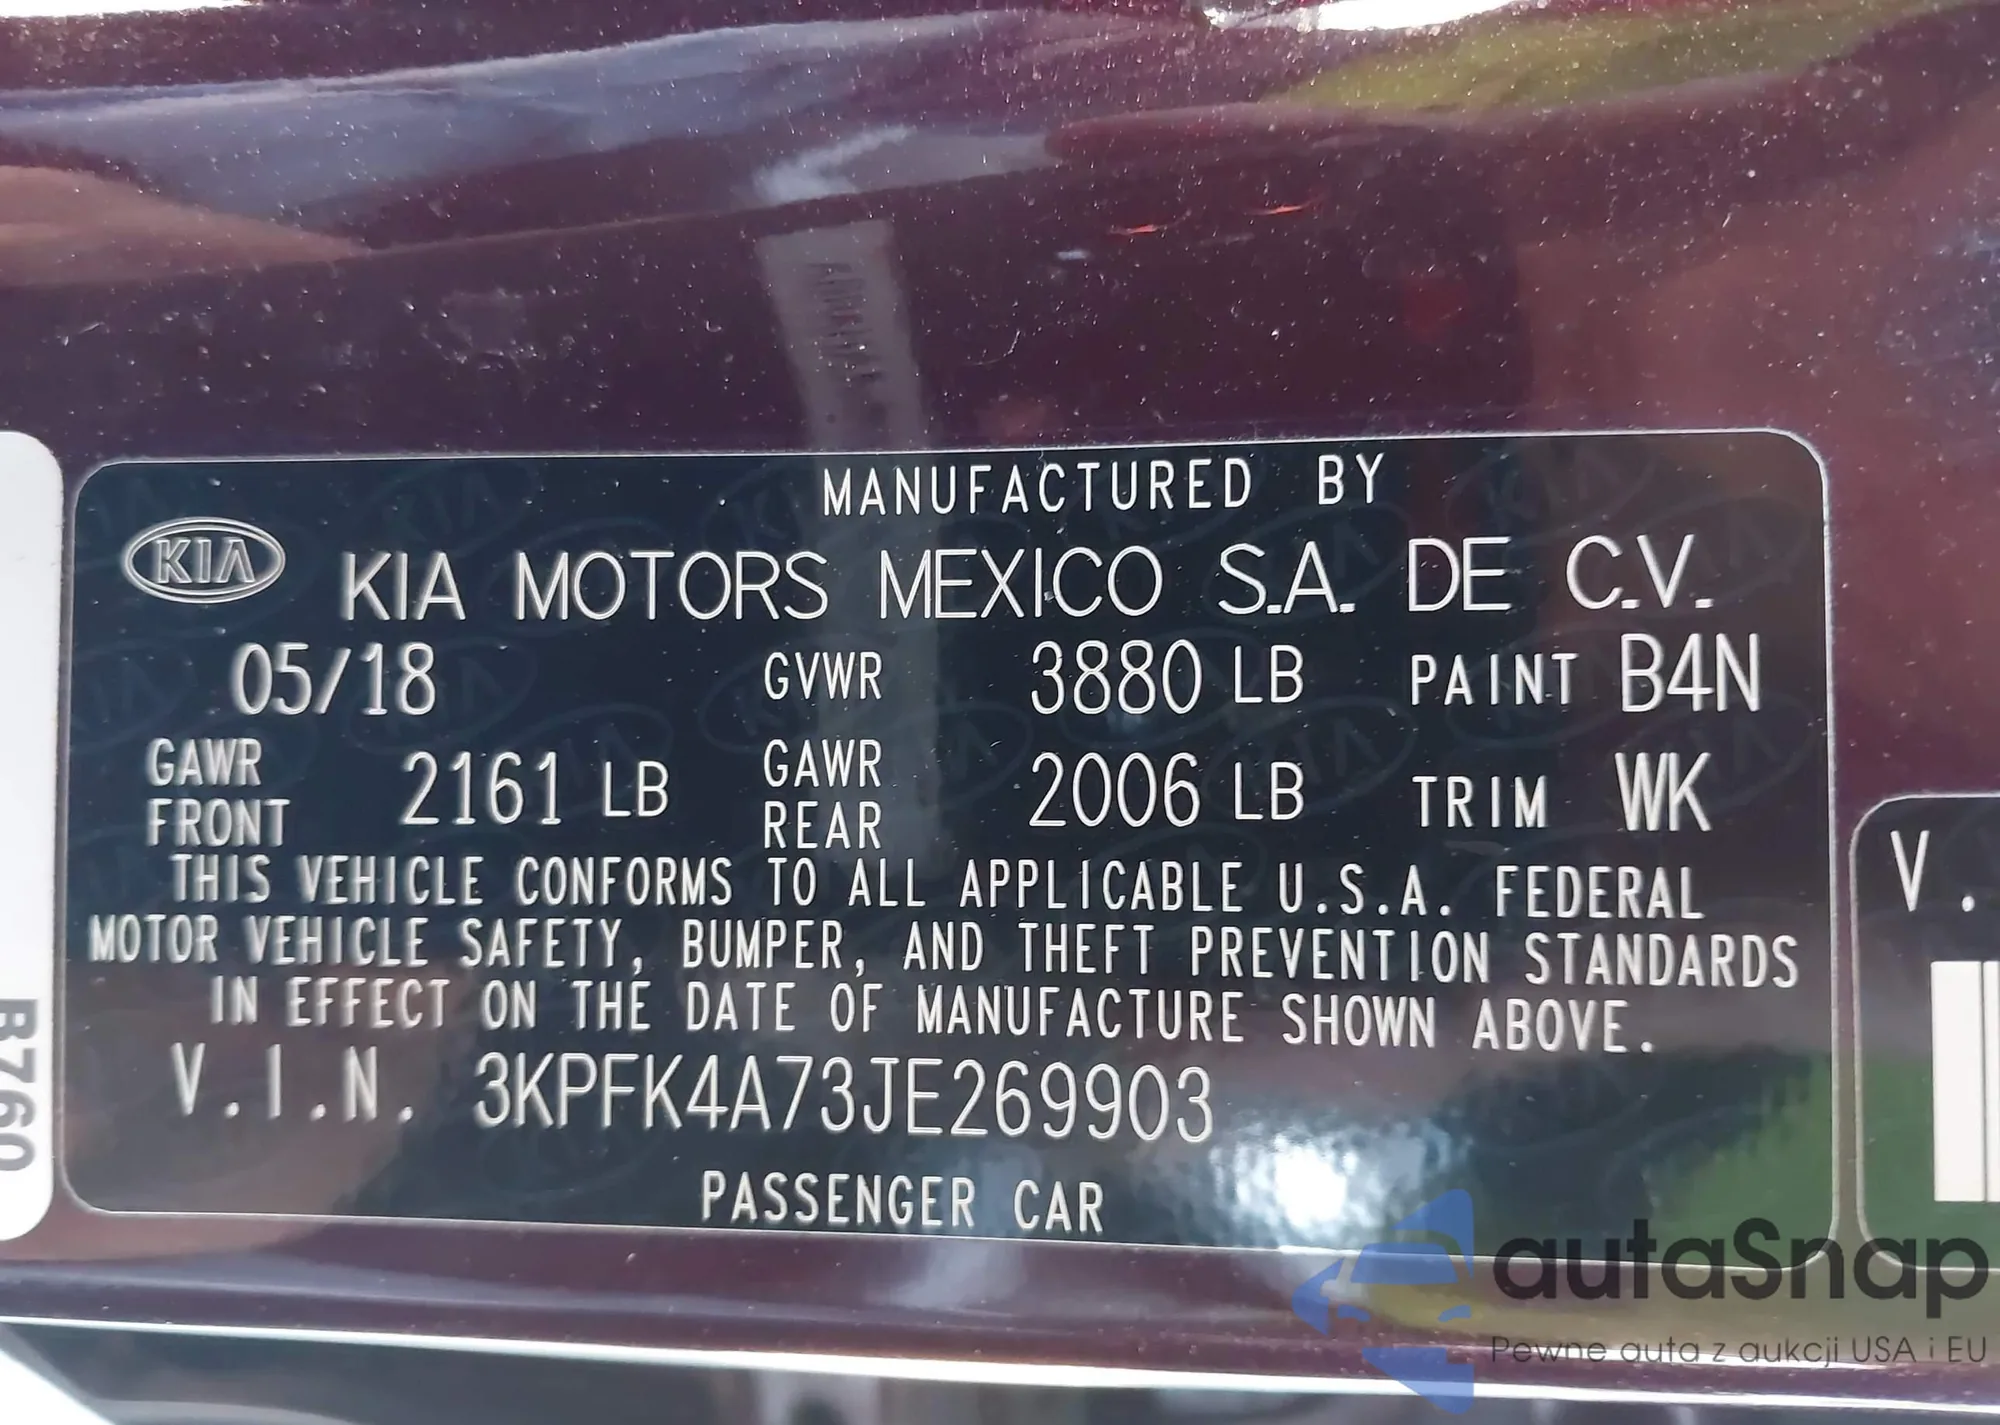 MANUFACTURED BY
KIA KIA MOTORS MEXICO S.A. DE C.V.
05/18 GVWR 3880 LB PAINT B4N
GAWR FRONT 2161 LB GAWR REAR 2006 LB TRIM WK
THIS VEHICLE CONFORMS TO ALL APPLICABLE U.S.A. FEDERAL
MOTOR VEHICLE SAFETY, BUMPER, AND THEFT PREVENTION STANDARDS
IN EFFECT ON THE DATE OF MANUFACTURE SHOWN ABOVE.
V.I.N. 3KPFK4A73JE269903
PASSENGER CAR
V.
B760
autaSnap
Pewne auta z aukcji USA i EU